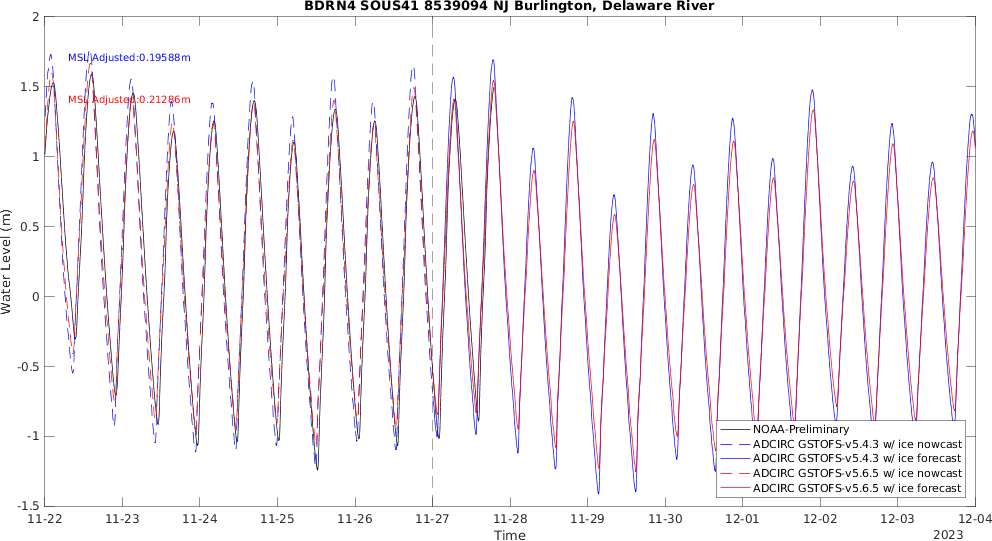 BDRN4 SOUS41 8539094 NJ Burlington, Delaware River
2
1.5
1
0.5
0
-0.5
-1
-1.5
Water Level (m)
MSL Adjusted:0.19588m
MSL Adjusted:0.21286m
NOAA-Preliminary
ADCIRC GSTOFS-v5.4.3 w/ ice nowcast
ADCIRC GSTOFS-v5.4.3 w/ ice forecast
ADCIRC GSTOFS-v5.6.5 w/ ice nowcast
ADCIRC GSTOFS-v5.6.5 w/ ice forecast
11-22 11-23 11-24 11-25 11-26 11-27 11-28 11-29 11-30 12-01 12-02 12-03 12-04
Time
2023